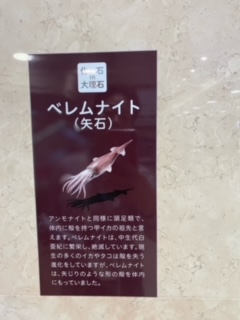 化石
in
大理石
ベレムナイト
(矢石)
アンモナイトと同様に頭足類で、
体内に殻を持つ甲イカの祖先と言
えます。ベレムナイトは、中生代白
亜紀に繁栄し、絶滅しています。現
生の多くのイカやタコは殻を失う
進化をしていますが、ベレムナイト
は、矢じりのような形の殻を体内
にもっていました。